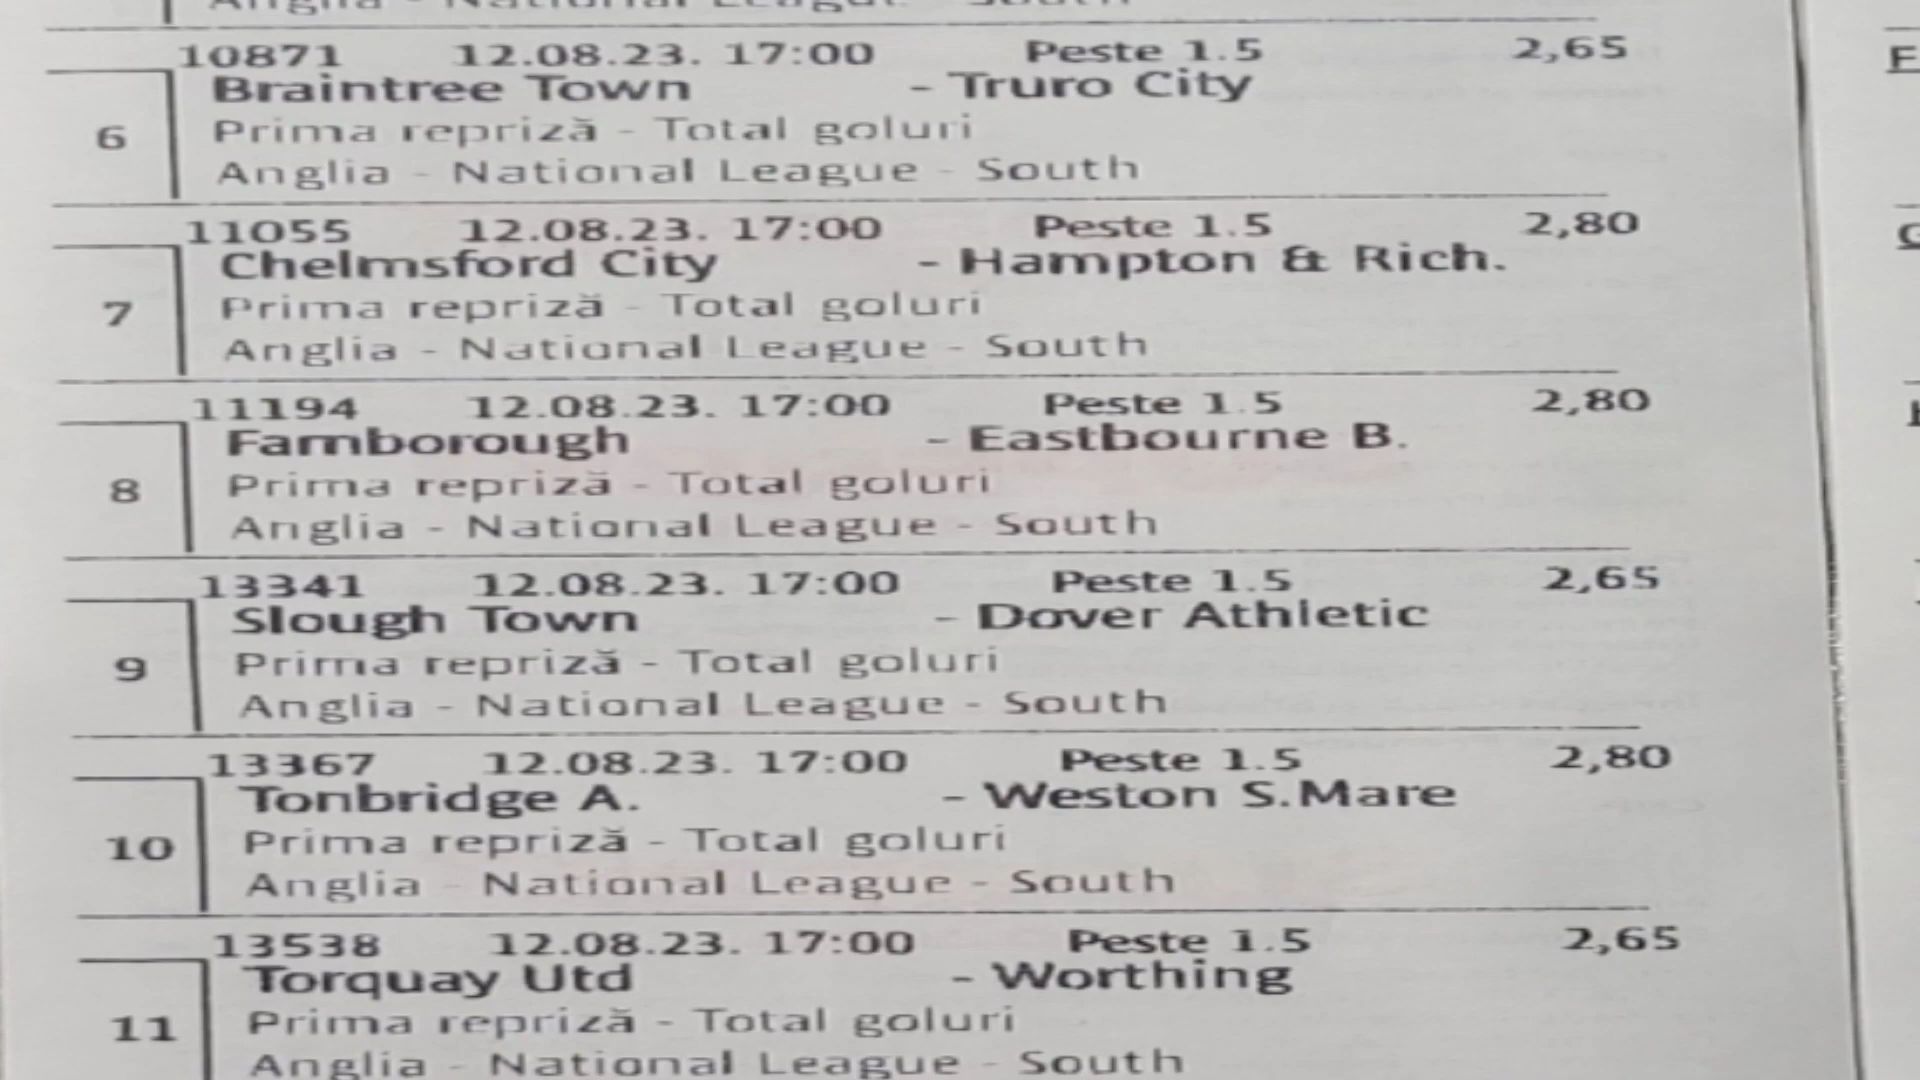 Anglia - National League - South
10871 12.08.23. 17:00 Peste 1.5 2,65
Braintree Town - Truro City
6 Prima repriză - Total goluri
Anglia - National League - South
11055 12.08.23. 17:00 Peste 1.5 2,80
Chelmsford City - Hampton & Rich.
7 Prima repriză - Total goluri
Anglia - National League - South
11194 12.08.23. 17:00 Peste 1.5 2,80
Farnborough - Eastbourne B.
8 Prima repriză - Total goluri
Anglia - National League - South
13341 12.08.23. 17:00 Peste 1.5 2,65
Slough Town - Dover Athletic
9 Prima repriză - Total goluri
Anglia - National League - South
13367 12.08.23. 17:00 Peste 1.5 2,80
Tonbridge A. - Weston S.Mare
10 Prima repriză - Total goluri
Anglia - National League - South
13538 12.08.23. 17:00 Peste 1.5 2,65
Torquay Utd - Worthing
11 Prima repriză - Total goluri
Anglia - National League - South